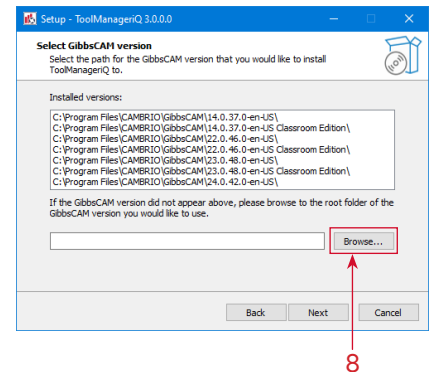 Setup - ToolManageriQ 3.0.0.0
Select GibbsCAM version
Select the path for the GibbsCAM version that you would like to install
ToolManageriQ to.
Installed versions:
C:\Program Files\CAMBRIO\GibbsCAM\14.0.37.0-en-US\
C:\Program Files\CAMBRIO\GibbsCAM\14.0.37.0-en-US Classroom Edition\
C:\Program Files\CAMBRIO\GibbsCAM\22.0.46.0-en-US\
C:\Program Files\CAMBRIO\GibbsCAM\22.0.46.0-en-US Classroom Edition\
C:\Program Files\CAMBRIO\GibbsCAM\23.0.48.0-en-US\
C:\Program Files\CAMBRIO\GibbsCAM\23.0.48.0-en-US Classroom Edition\
C:\Program Files\CAMBRIO\GibbsCAM\24.0.42.0-en-US\
If the GibbsCAM version did not appear above, please browse to the root folder of the
GibbsCAM version you would like to use.
Browse...
Back Next Cancel
8